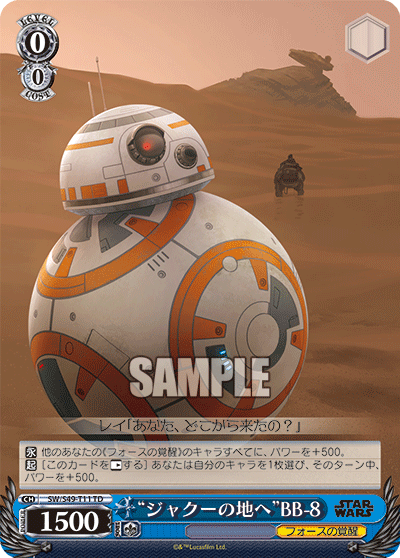 LEVEL
0
0
COST
SAMPLE
レイ「あなた、どこから来たの？」
永 他のあなたの《フォースの覚醒》のキャラすべてに、パワーを＋500。
起 ［このカードを する］ あなたは自分のキャラを1枚選び、そのターン中、
パワーを＋500。
CH SW/S49-T11 TD
POWER
1500
“ジャクーの地へ”BB-8
STAR WARS
フォースの覚醒
©&™Lucasfilm Ltd.